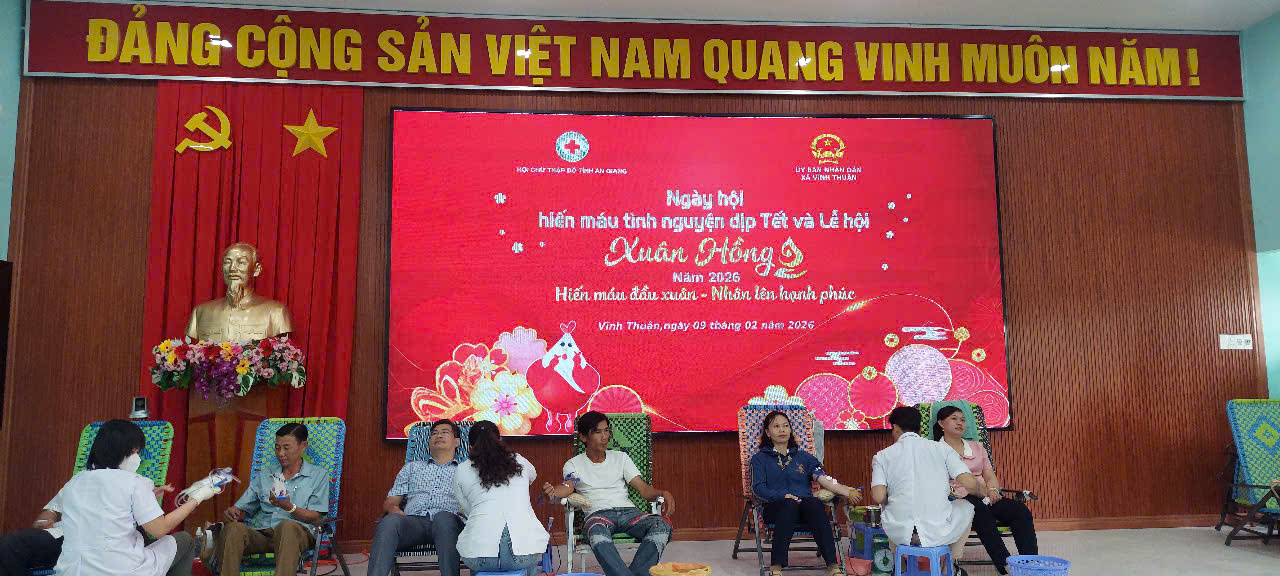 ĐẢNG CỘNG SẢN VIỆT NAM QUANG VINH MUÔN NĂM!
HỘI CHỮ THẬP ĐỎ TỈNH AN GIANG
ỦY BAN NHÂN DÂN
XÃ VĨNH THUẬN
Ngày hội
hiến máu tình nguyện dịp Tết và Lễ hội
Xuân Hồng
Năm 2026
Hiến máu đầu xuân - Nhân lên hạnh phúc
Vĩnh Thuận,ngày 09 tháng 02 năm 2026